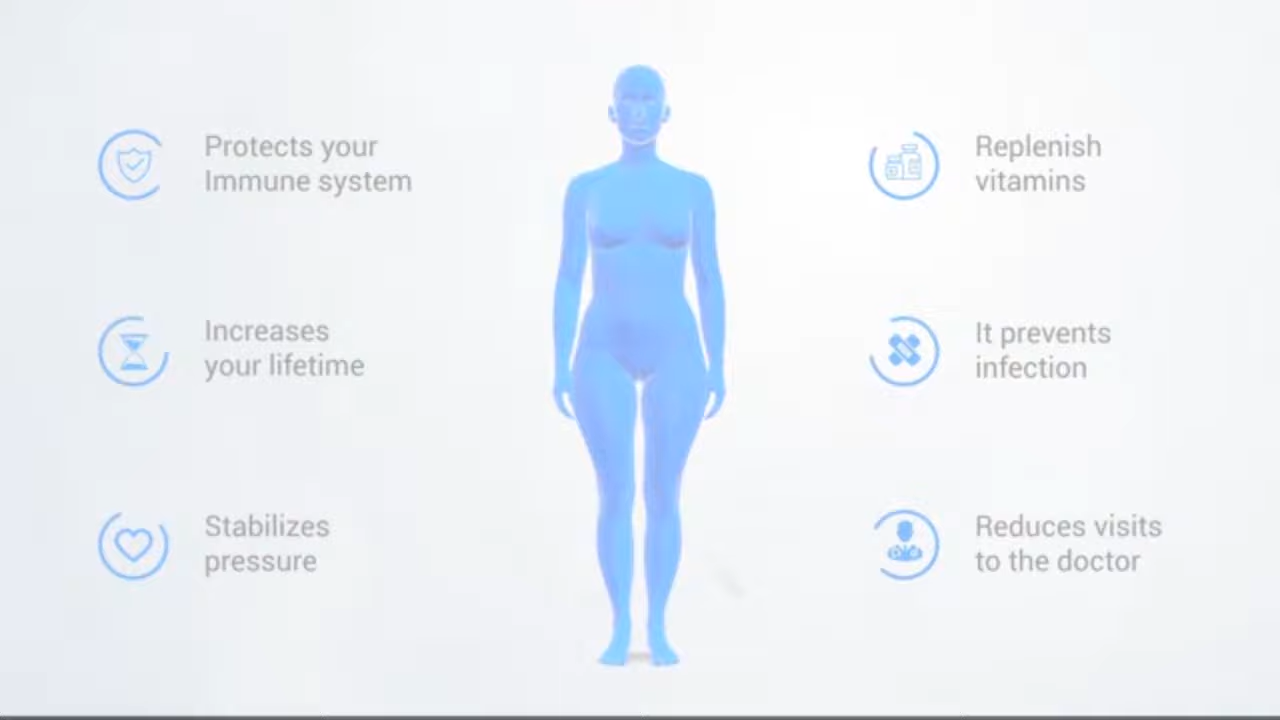 Protects your
Immune system
Increases
your lifetime
Stabilizes
pressure
Replenish
vitamins
It prevents
infection
Reduces visits
to the doctor